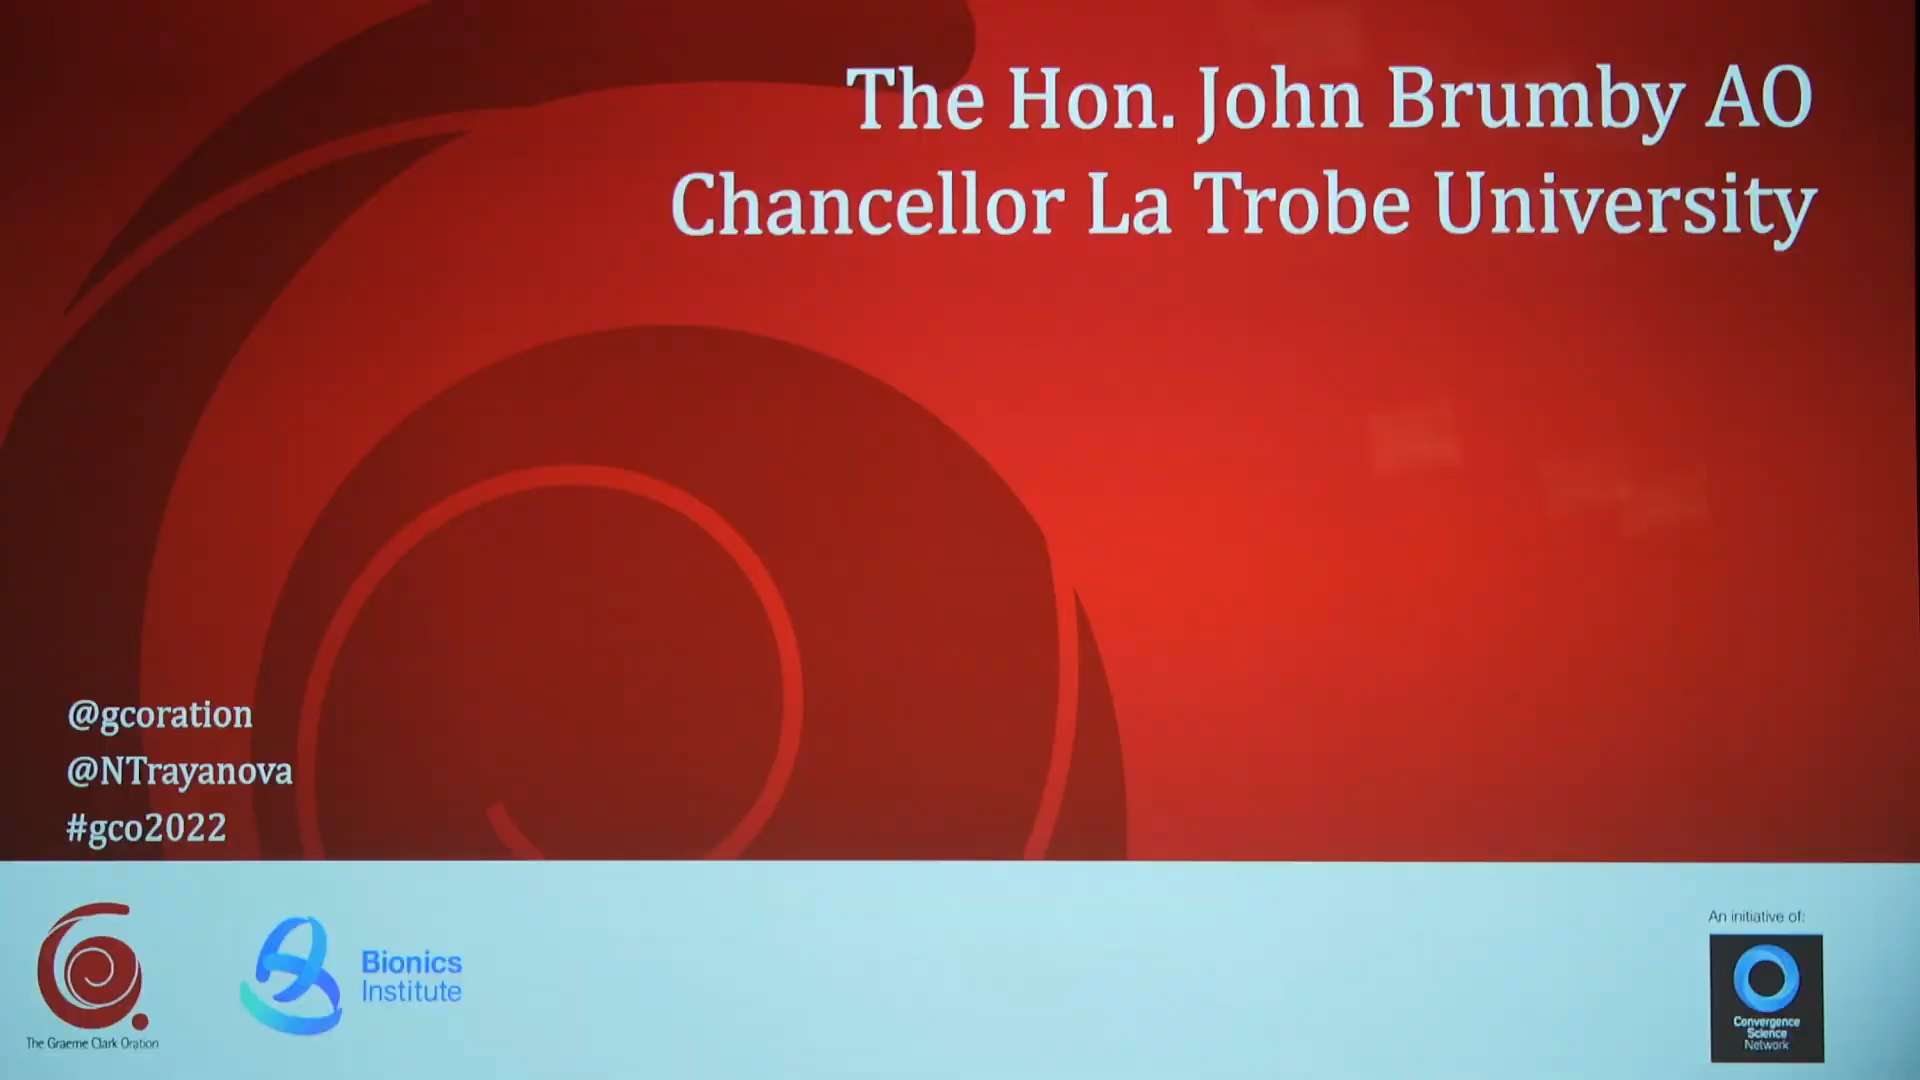 The Hon. John Brumby AO
Chancellor La Trobe University
@gcoration
@NTrayanova
#gco2022
The Graeme Clark Oration
Bionics
Institute
An initiative of:
Convergence
Science
Network